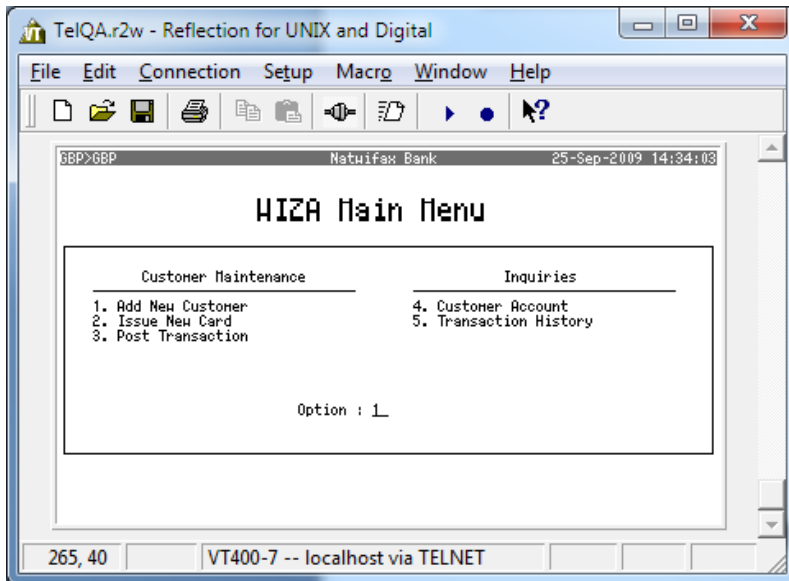 TelQA.r2w - Reflection for UNIX and Digital
File Edit Connection Setup Macro Window Help
GBP>GBP Natwifax Bank 25-Sep-2009 14:34:03
WIZA Main Menu
Customer Maintenance Inquiries
1. Add New Customer 4. Customer Account
2. Issue New Card 5. Transaction History
3. Post Transaction
Option : 1_
265, 40 VT400-7 -- localhost via TELNET